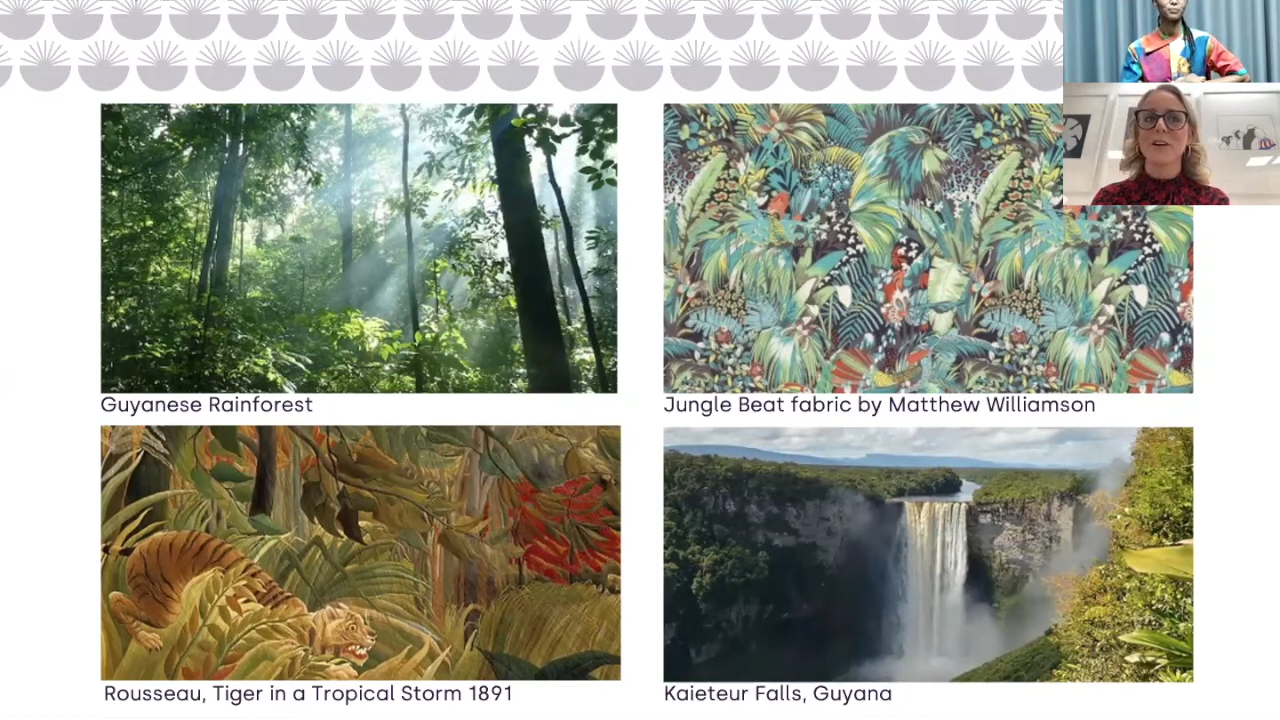 Guyanese Rainforest
Jungle Beat fabric by Matthew Williamson
Rousseau, Tiger in a Tropical Storm 1891
Kaieteur Falls, Guyana